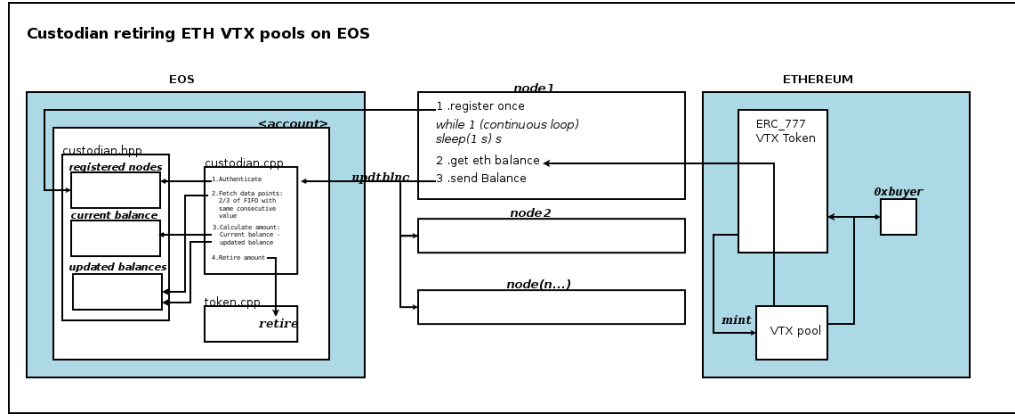 Custodian retiring ETH VTX pools on EOS
EOS
<account>
custodian.hpp
registered nodes
current balance
updated balances
custodian.cpp
1.Authenticate
2.Fetch data points:
2/3 of FIFO with
same consecutive
value
3.Calculate amount:
Current balance -
updated balance
4.Retire amount
token.cpp
retire
updtblnc
node1
1 .register once
while 1 (continuous loop)
sleep(1 s) s
2 .get eth balance
3 .send Balance
node2
node(n...)
ETHEREUM
ERC_777
VTX Token
0xbuyer
mint
VTX pool